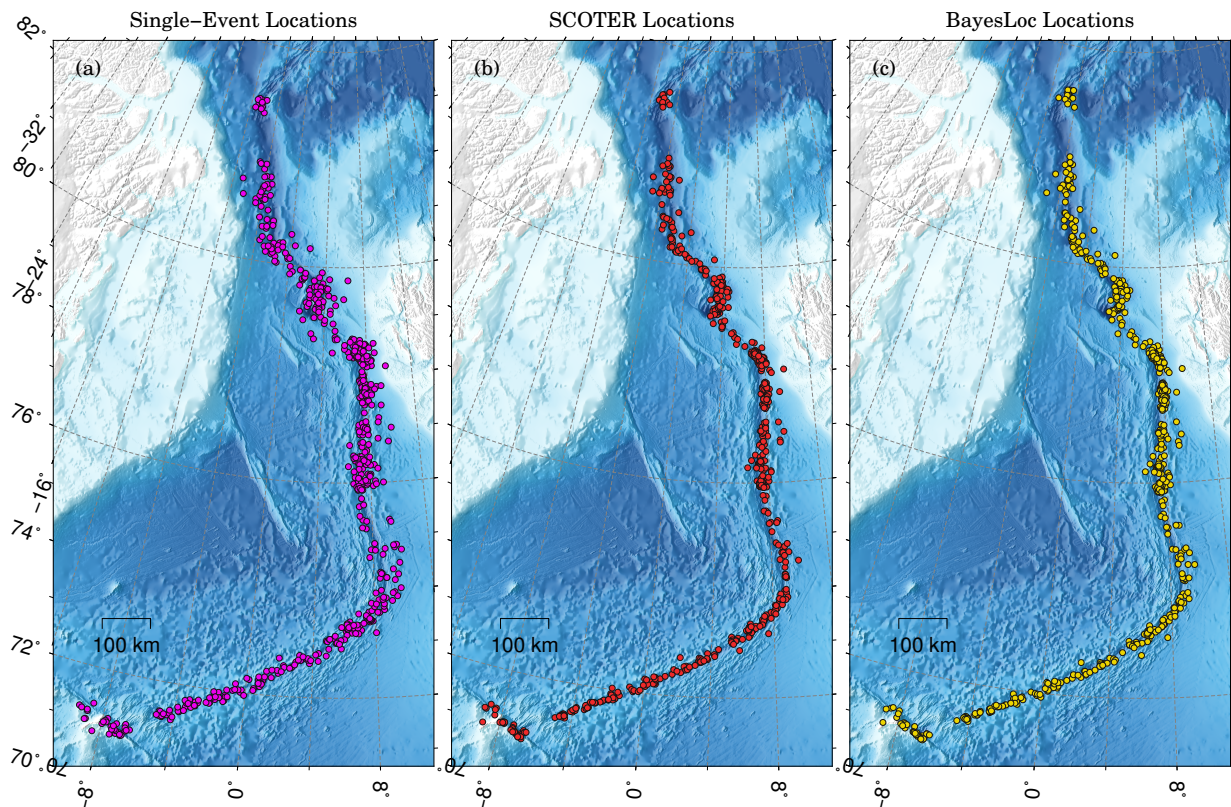 Single−Event Locations
SCOTER Locations
BayesLoc Locations
82°
(a)
(b)
(c)
−32°
80°
−24°
78°
76°
−16°
74°
72°
100 km
100 km
100 km
70°
−8°
0°
8°
−8°
0°
8°
−8°
0°
8°